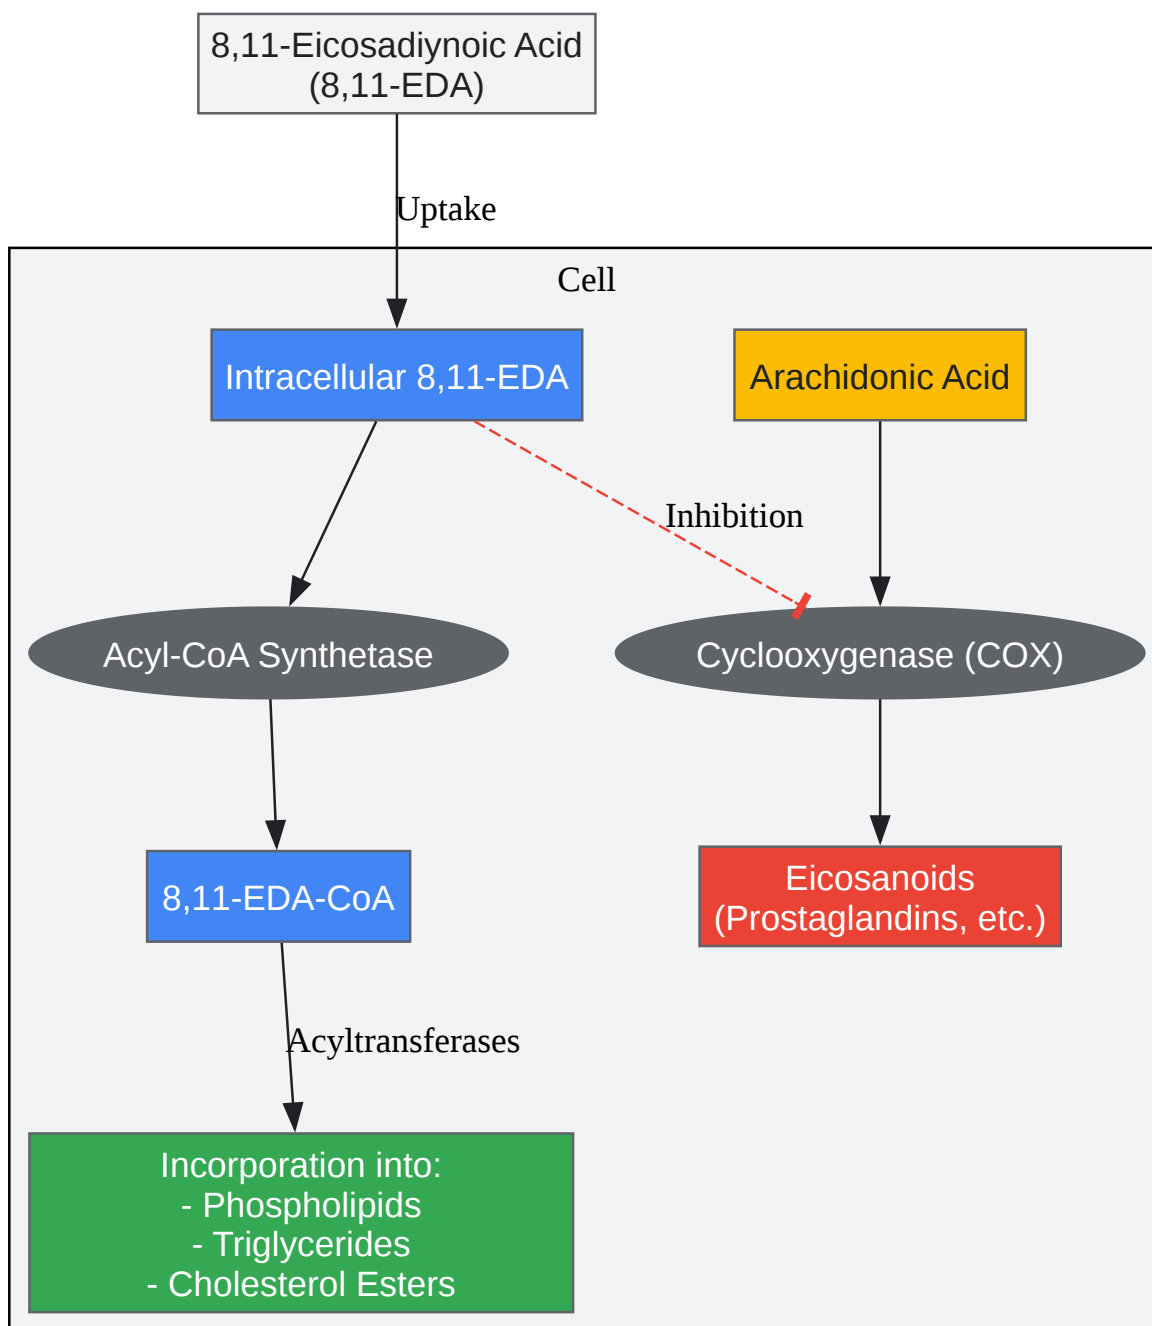 8,11-Eicosadiynoic Acid
(8,11-EDA)
Uptake
Cell
Intracellular 8,11-EDA
Arachidonic Acid
Inhibition
Acyl-CoA Synthetase
Cyclooxygenase (COX)
8,11-EDA-CoA
Eicosanoids
(Prostaglandins, etc.)
Acyltransferases
Incorporation into:
- Phospholipids
- Triglycerides
- Cholesterol Esters